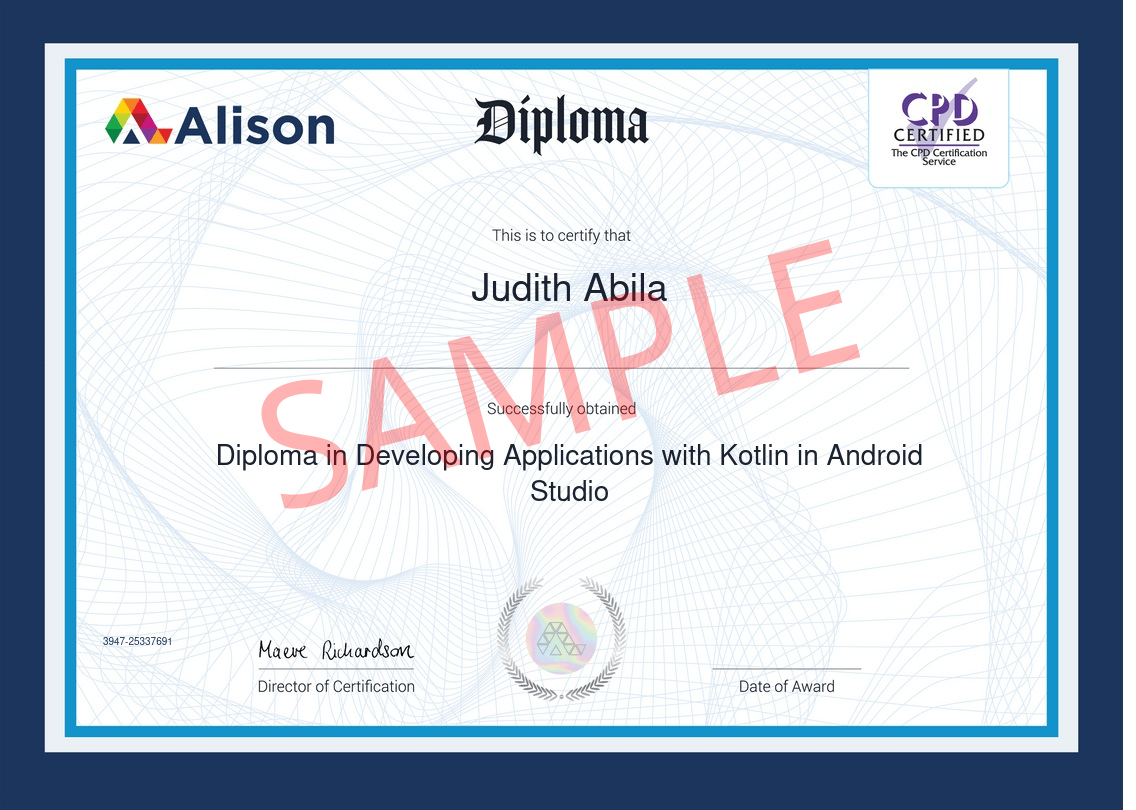 Alison
Diploma
CPD
CERTIFIED
The CPD Certification
Service
This is to certify that
Judith Abila
SAMPLE
Successfully obtained
Diploma in Developing Applications with Kotlin in Android
Studio
3947-25337691
Maeve Richardson
Director of Certification
Date of Award